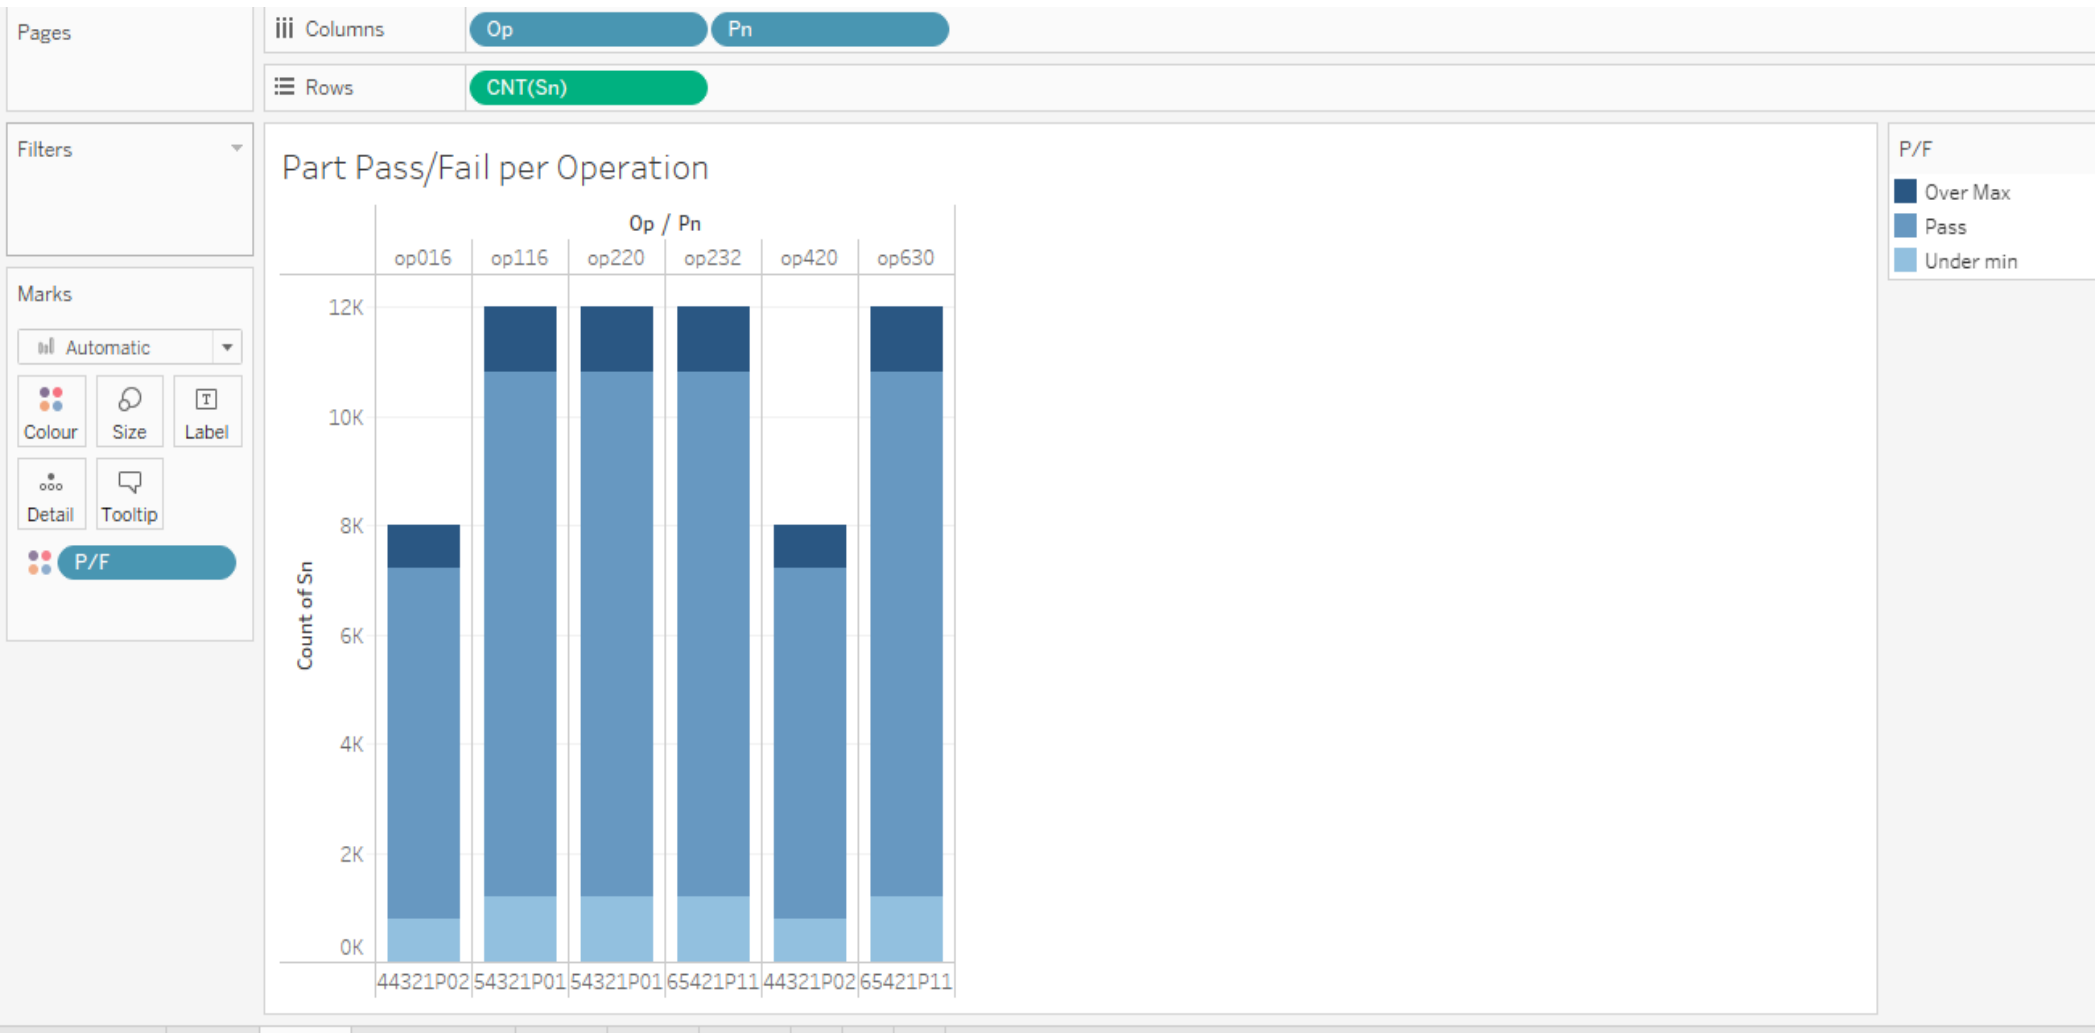 Pages
Columns
Op
Pn
Rows
CNT(Sn)
Filters
Marks
Automatic
Colour
Size
Label
Detail
Tooltip
P/F
Part Pass/Fail per Operation
Op / Pn
op016 op116 op220 op232 op420 op630
12K
10K
8K
6K
4K
2K
0K
Count of Sn
44321P02 54321P01 54321P01 65421P11 44321P02 65421P11
P/F
Over Max
Pass
Under min